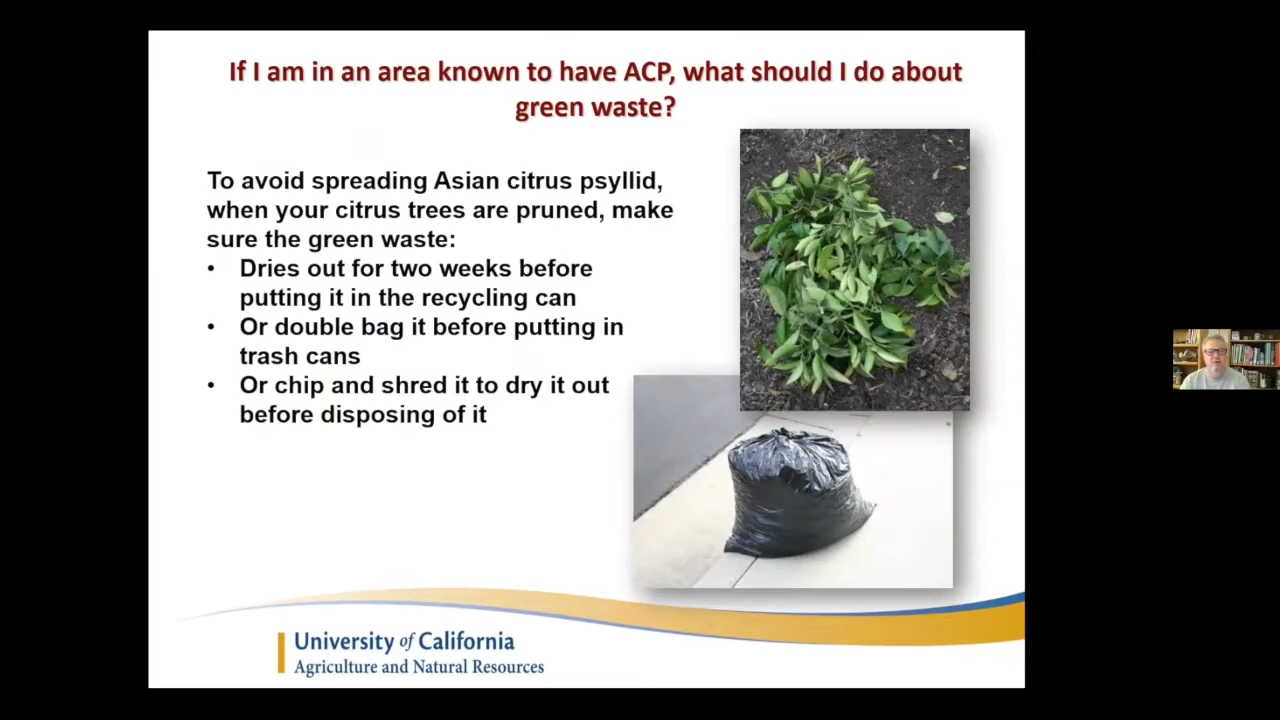 If I am in an area known to have ACP, what should I do about
green waste?
To avoid spreading Asian citrus psyllid,
when your citrus trees are pruned, make
sure the green waste:
• Dries out for two weeks before
putting it in the recycling can
• Or double bag it before putting in
trash cans
• Or chip and shred it to dry it out
before disposing of it
University of California
Agriculture and Natural Resources